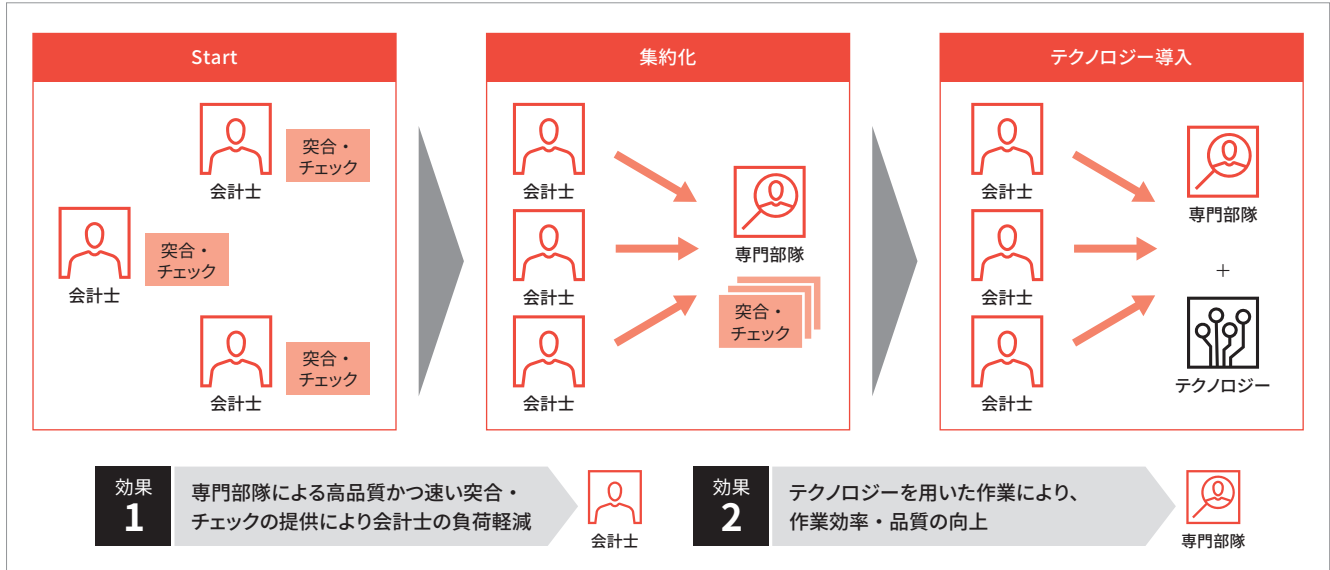 Start
会計士
突合・
チェック
会計士
突合・
チェック
会計士
突合・
チェック
集約化
会計士
会計士
会計士
専門部隊
突合・
チェック
テクノロジー導入
会計士
会計士
会計士
専門部隊
+
テクノロジー
効果
1
専門部隊による高品質かつ速い突合・
チェックの提供により会計士の負荷軽減
会計士
効果
2
テクノロジーを用いた作業により、
作業効率・品質の向上
専門部隊